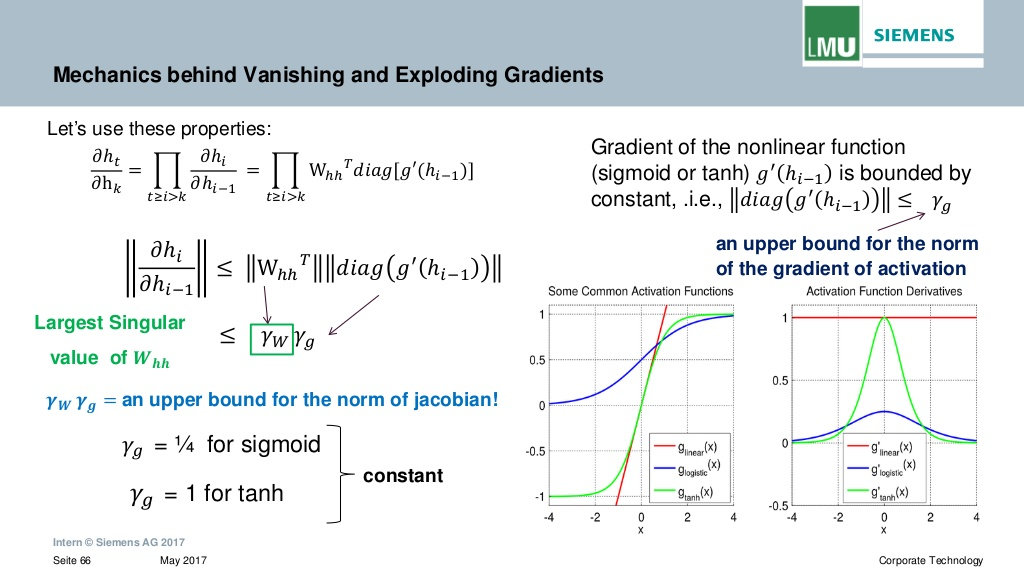 LMU
SIEMENS
Mechanics behind Vanishing and Exploding Gradients
Let's use these properties:
∂h_t/∂h_k = ∏_{t≥i>k} ∂h_i/∂h_{i−1} = ∏_{t≥i>k} W_{hh}^T diag[g′(h_{i−1})]
‖∂h_i/∂h_{i−1}‖ ≤ ‖W_{hh}^T‖‖diag(g′(h_{i−1}))‖
Largest Singular
value of W_{hh}
≤ γ_W γ_g
γ_W γ_g = an upper bound for the norm of jacobian!
γ_g = ¼ for sigmoid
γ_g = 1 for tanh
constant
Gradient of the nonlinear function
(sigmoid or tanh) g′(h_{i−1}) is bounded by
constant, .i.e., ‖diag(g′(h_{i−1}))‖ ≤ γ_g
an upper bound for the norm
of the gradient of activation
Some Common Activation Functions
1
0.5
0
-0.5
-1
-4 -2 0 2 4
x
g_linear(x)
g_logistic(x)
g_tanh(x)
Activation Function Derivatives
1
0.5
0
-0.5
-4 -2 0 2 4
x
g'_linear(x)
g'_logistic(x)
g'_tanh(x)
Intern © Siemens AG 2017
Seite 66 May 2017 Corporate Technology